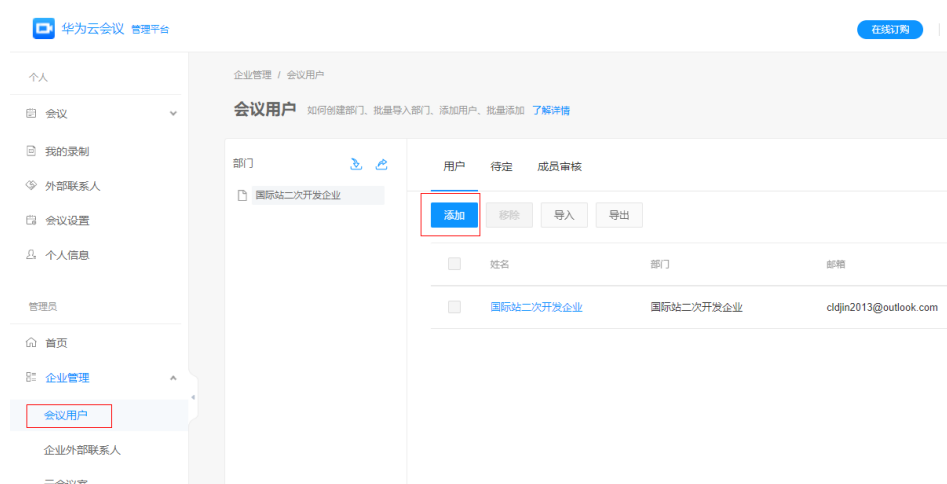 华为云会议 管理平台
在线订购
个人
会议
我的录制
外部联系人
会议设置
个人信息
管理员
首页
企业管理
会议用户
企业外部联系人
云会议室
企业管理 / 会议用户
会议用户 如何创建部门、批量导入部门、添加用户、批量添加 了解详情
部门
国际站二次开发企业
用户 待定 成员审核
添加 移除 导入 导出
姓名 部门 邮箱
国际站二次开发企业 国际站二次开发企业 cldjin2013@outlook.com